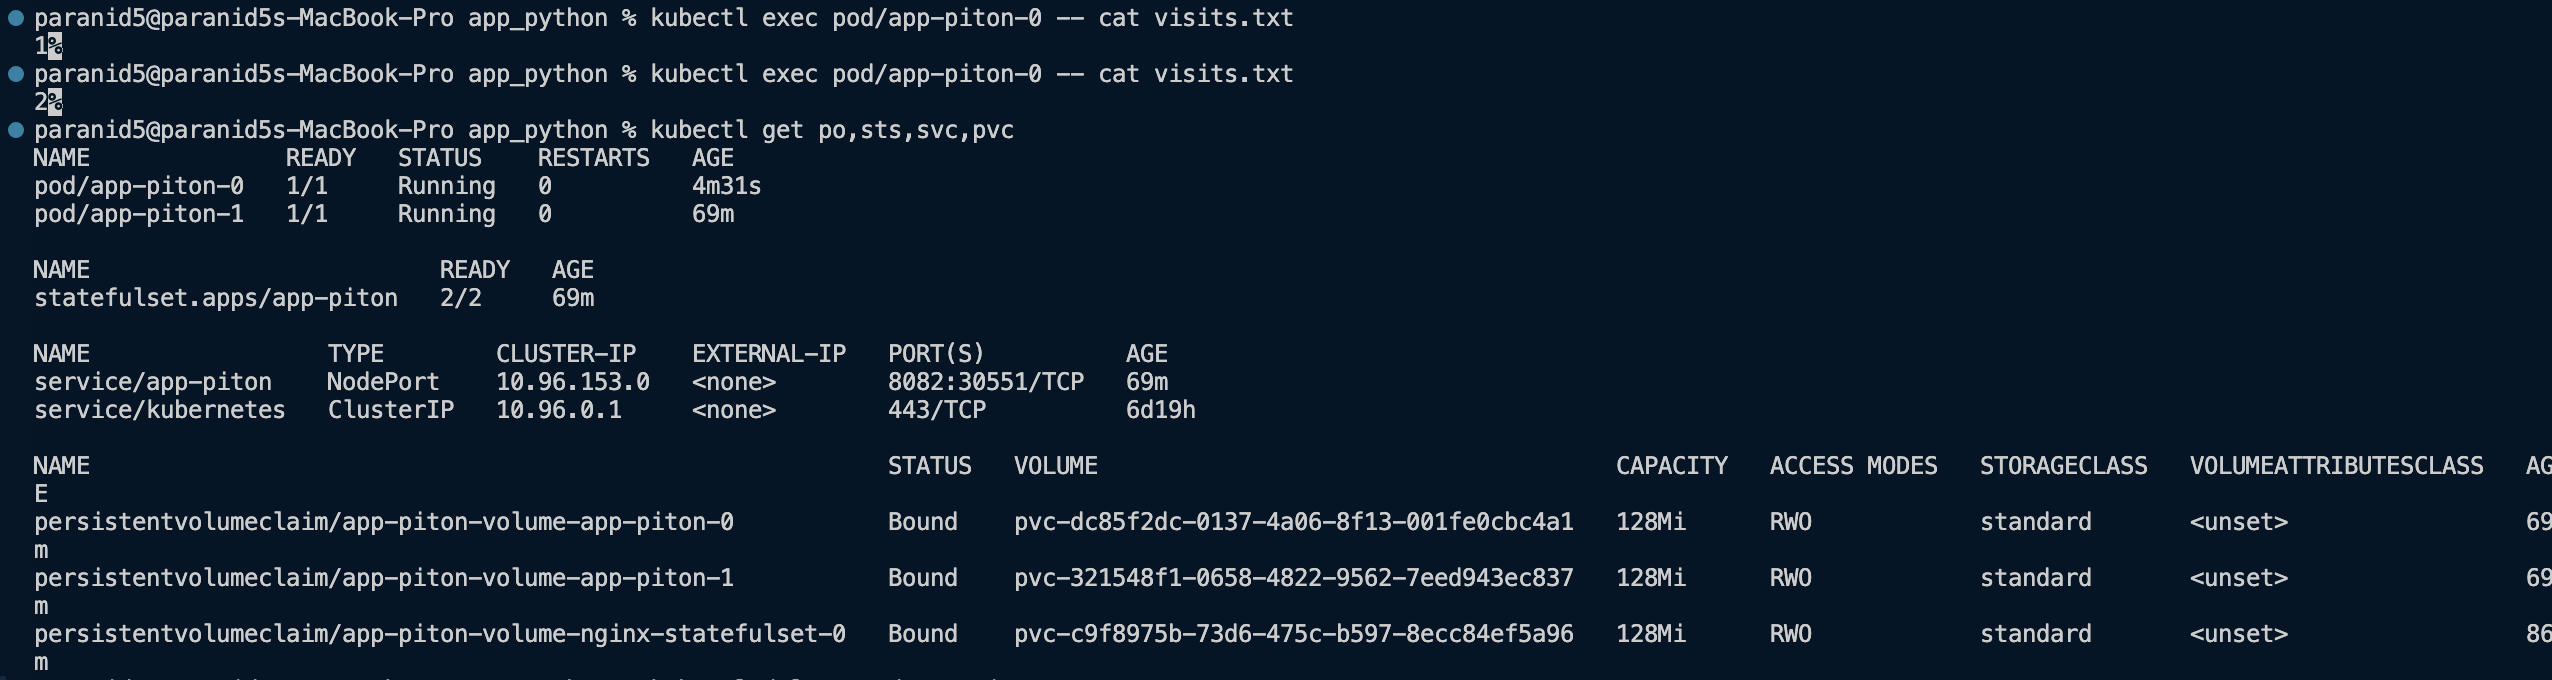 paranid5@paranid5s-MacBook-Pro app_python % kubectl exec pod/app-piton-0 -- cat visits.txt
1%
paranid5@paranid5s-MacBook-Pro app_python % kubectl exec pod/app-piton-0 -- cat visits.txt
2%
paranid5@paranid5s-MacBook-Pro app_python % kubectl get po,sts,svc,pvc
NAME              READY   STATUS    RESTARTS   AGE
pod/app-piton-0   1/1     Running   0          4m31s
pod/app-piton-1   1/1     Running   0          69m
NAME                         READY   AGE
statefulset.apps/app-piton   2/2     69m
NAME                 TYPE        CLUSTER-IP    EXTERNAL-IP   PORT(S)          AGE
service/app-piton    NodePort    10.96.153.0   <none>        8082:30551/TCP   69m
service/kubernetes   ClusterIP   10.96.0.1     <none>        443/TCP          6d19h
NAME                                                         STATUS   VOLUME                                     CAPACITY   ACCESS MODES   STORAGECLASS   VOLUMEATTRIBUTESCLASS   AG
E
persistentvolumeclaim/app-piton-volume-app-piton-0           Bound    pvc-dc85f2dc-0137-4a06-8f13-001fe0cbc4a1   128Mi      RWO            standard       <unset>                 69
m
persistentvolumeclaim/app-piton-volume-app-piton-1           Bound    pvc-321548f1-0658-4822-9562-7eed943ec837   128Mi      RWO            standard       <unset>                 69
m
persistentvolumeclaim/app-piton-volume-nginx-statefulset-0   Bound    pvc-c9f8975b-73d6-475c-b597-8ecc84ef5a96   128Mi      RWO            standard       <unset>                 86
m